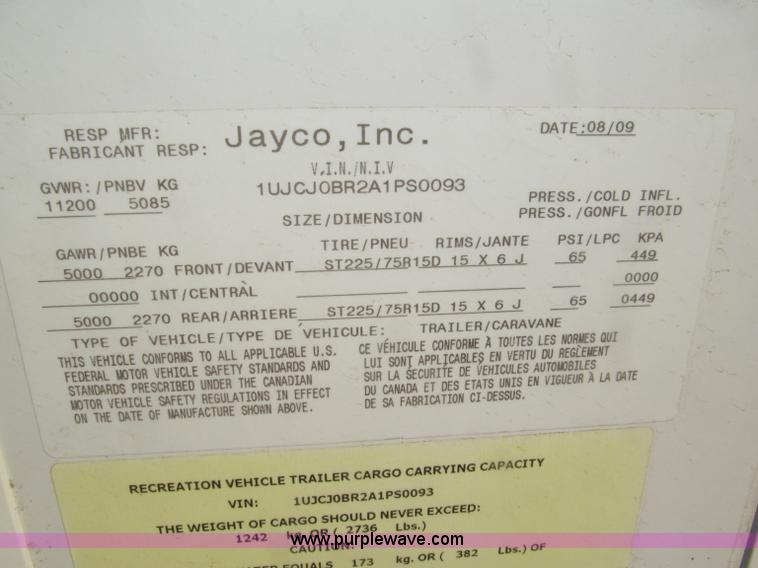 RESP MFR: Jayco, Inc. DATE: 08/09
FABRICANT RESP:
V.I.N./N.I.V
GVWR: /PNBV KG 1UJCJ0BR2A1PS0093
11200 5085 PRESS./COLD INFL.
SIZE/DIMENSION PRESS./GONFL FROID
GAWR/PNBE KG TIRE/PNEU RIMS/JANTE PSI/LPC KPA
5000 2270 FRONT/DEVANT ST225/75R15D 15 X 6 J 65 449
00000 INT/CENTRÀL 0000
5000 2270 REAR/ARRIERE ST225/75R15D 15 X 6 J 65 0449
TYPE OF VEHICLE/TYPE DE VEHICULE: TRAILER/CARAVANE
THIS VEHICLE CONFORMS TO ALL APPLICABLE U.S.
FEDERAL MOTOR VEHICLE SAFETY STANDARDS AND
STANDARDS PRESCRIBED UNDER THE CANADIAN
MOTOR VEHICLE SAFETY REGULATIONS IN EFFECT
ON THE DATE OF MANUFACTURE SHOWN ABOVE.
CE VÉHICULE CONFORME À TOUTES LES NORMES QUI
LUI SONT APPLICABLES EN VERTU DU REGLEMENT
SUR LA SÉCURITÉ DE VÉHICULES AUTOMOBILES
DU CANADA ET DES ETATS UNIS EN VIGUEUR À LA DATE
DE SA FABRICATION CI-DESSUS.
RECREATION VEHICLE TRAILER CARGO CARRYING CAPACITY
VIN: 1UJCJ0BR2A1PS0093
THE WEIGHT OF CARGO SHOULD NEVER EXCEED:
1242 kg. OR ( 2736 Lbs.)
CAUTION:
EQUALS 173 kg. OR ( 382 Lbs.) OF
www.purplewave.com